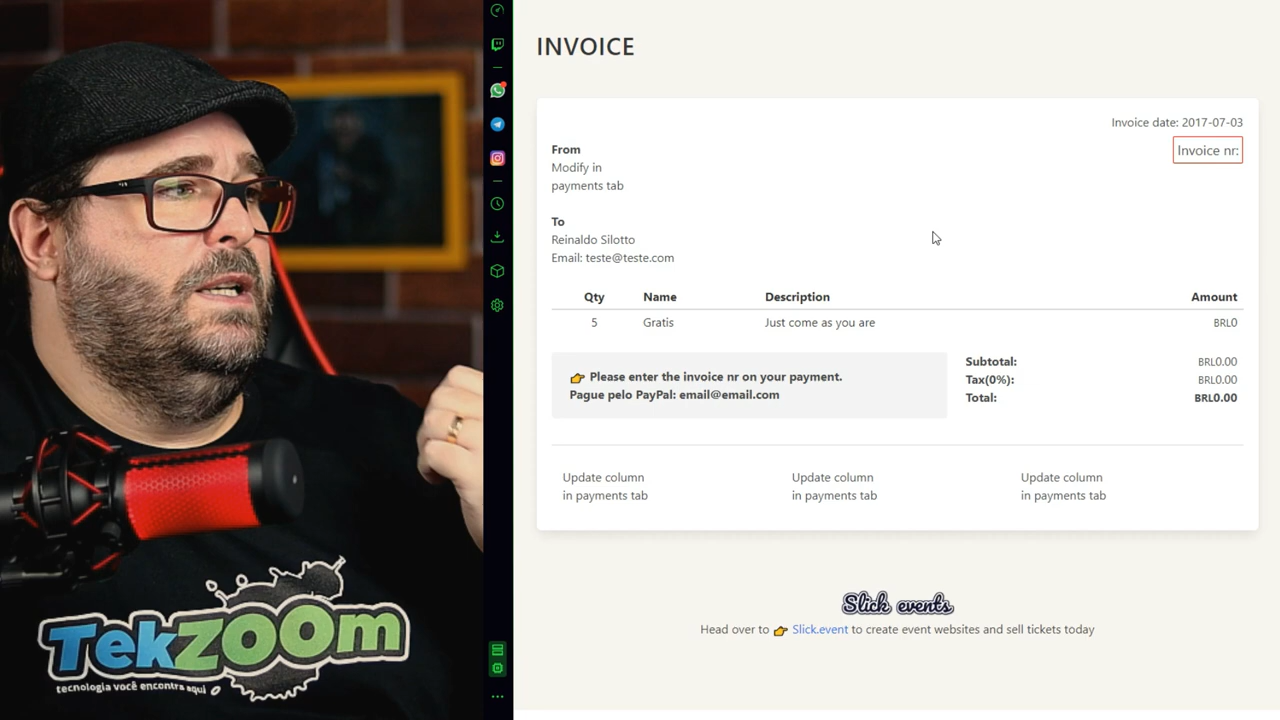 INVOICE
Invoice date: 2017-07-03
Invoice nr:
From
Modify in
payments tab
To
Reinaldo Silotto
Email: teste@teste.com
Qty Name Description Amount
5 Gratis Just come as you are BRL0
👉 Please enter the invoice nr on your payment.
Pague pelo PayPal: email@email.com
Subtotal: BRL0.00
Tax(0%): BRL0.00
Total: BRL0.00
Update column
in payments tab
Update column
in payments tab
Update column
in payments tab
Slick events
Head over to 👉 Slick.event to create event websites and sell tickets today
TekZOOm
tecnologia você encontra aqui